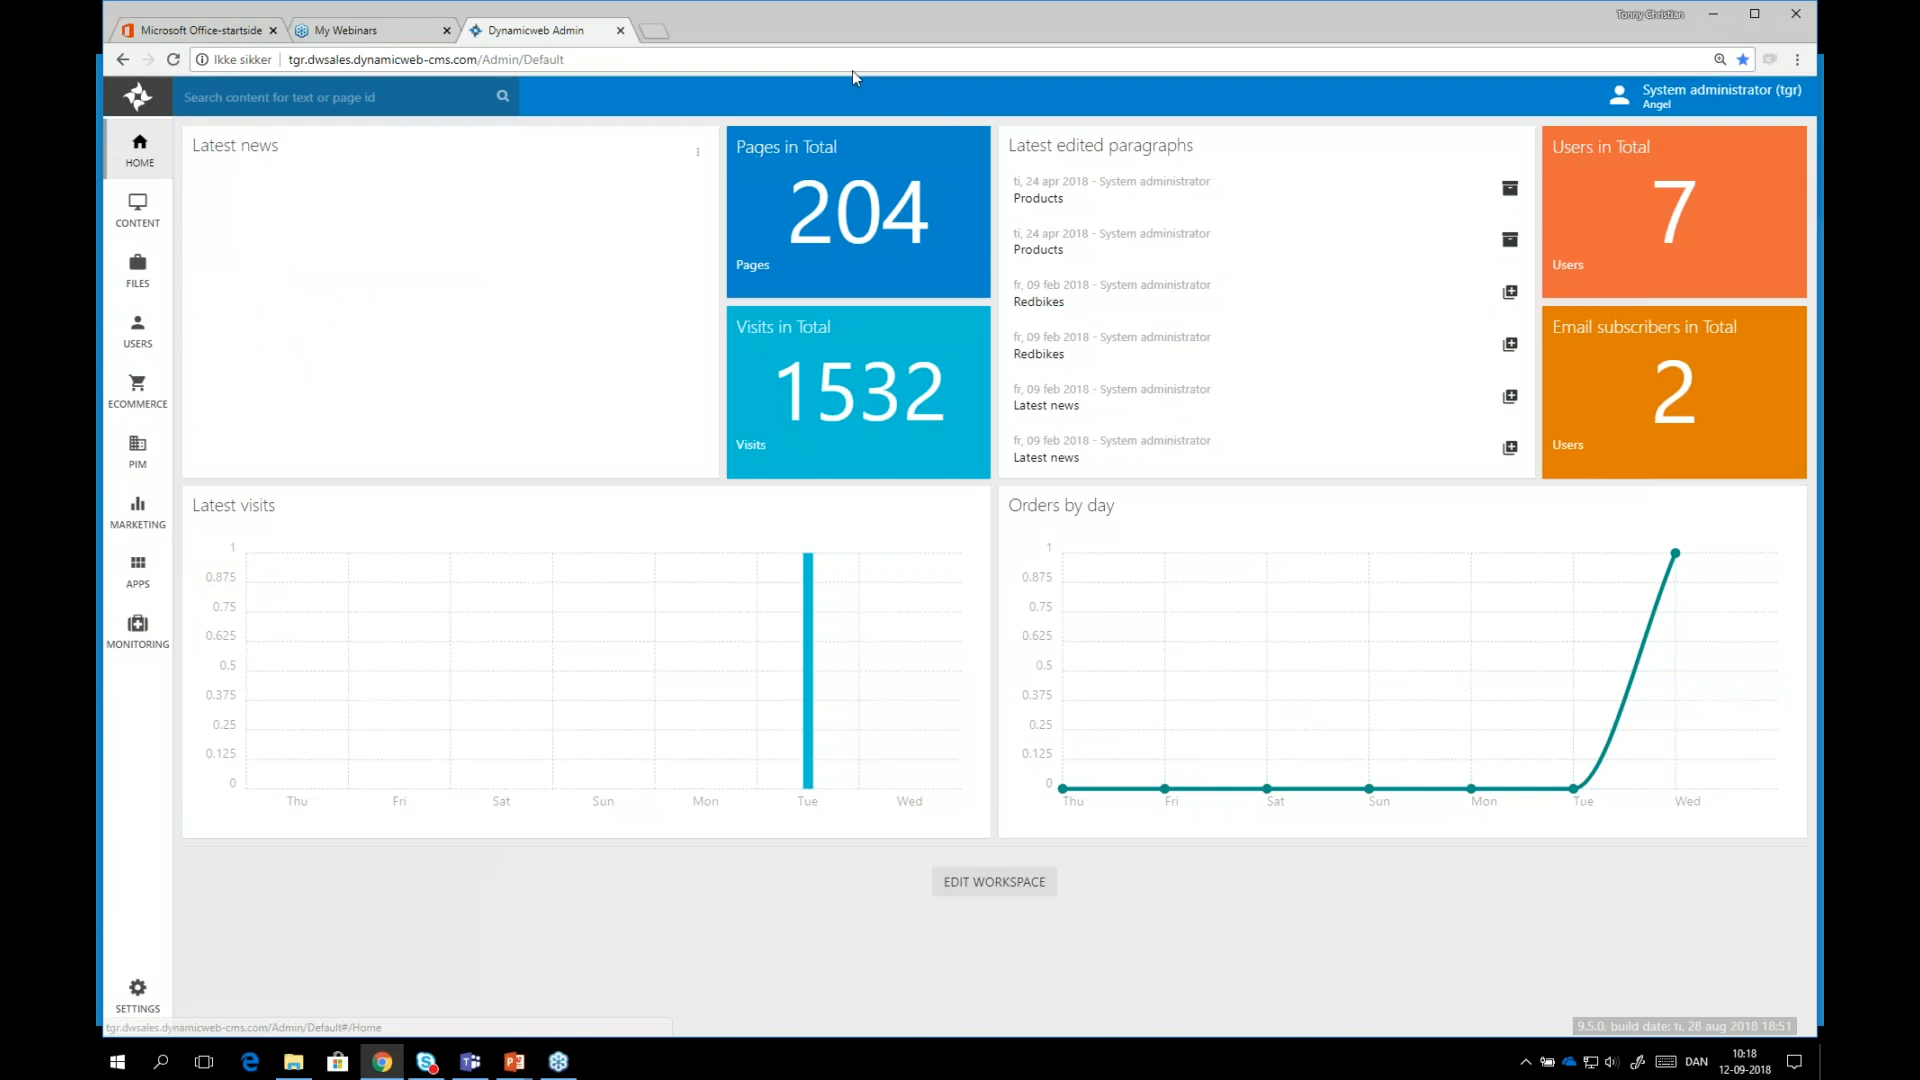 Tonny Christian
Microsoft Office-startside
My Webinars
Dynamicweb Admin
Ikke sikker
tgr.dwsales.dynamicweb-cms.com/Admin/Default
Search content for text or page id
System administrator (tgr)
Angel
HOME
CONTENT
FILES
USERS
ECOMMERCE
PIM
MARKETING
APPS
MONITORING
SETTINGS
Latest news
Pages in Total
204
Pages
Visits in Total
1532
Visits
Latest edited paragraphs
ti, 24 apr 2018 - System administrator
Products
ti, 24 apr 2018 - System administrator
Products
fr, 09 feb 2018 - System administrator
Redbikes
fr, 09 feb 2018 - System administrator
Redbikes
fr, 09 feb 2018 - System administrator
Latest news
fr, 09 feb 2018 - System administrator
Latest news
Users in Total
7
Users
Email subscribers in Total
2
Users
Latest visits
1
0.875
0.75
0.625
0.5
0.375
0.25
0.125
0
Thu Fri Sat Sun Mon Tue Wed
Orders by day
1
0.875
0.75
0.625
0.5
0.375
0.25
0.125
0
Thu Fri Sat Sun Mon Tue Wed
EDIT WORKSPACE
tgr.dwsales.dynamicweb-cms.com/Admin/Default#/Home
9.5.0, build date: ti, 28 aug 2018 18:51
DAN
10:18
12-09-2018